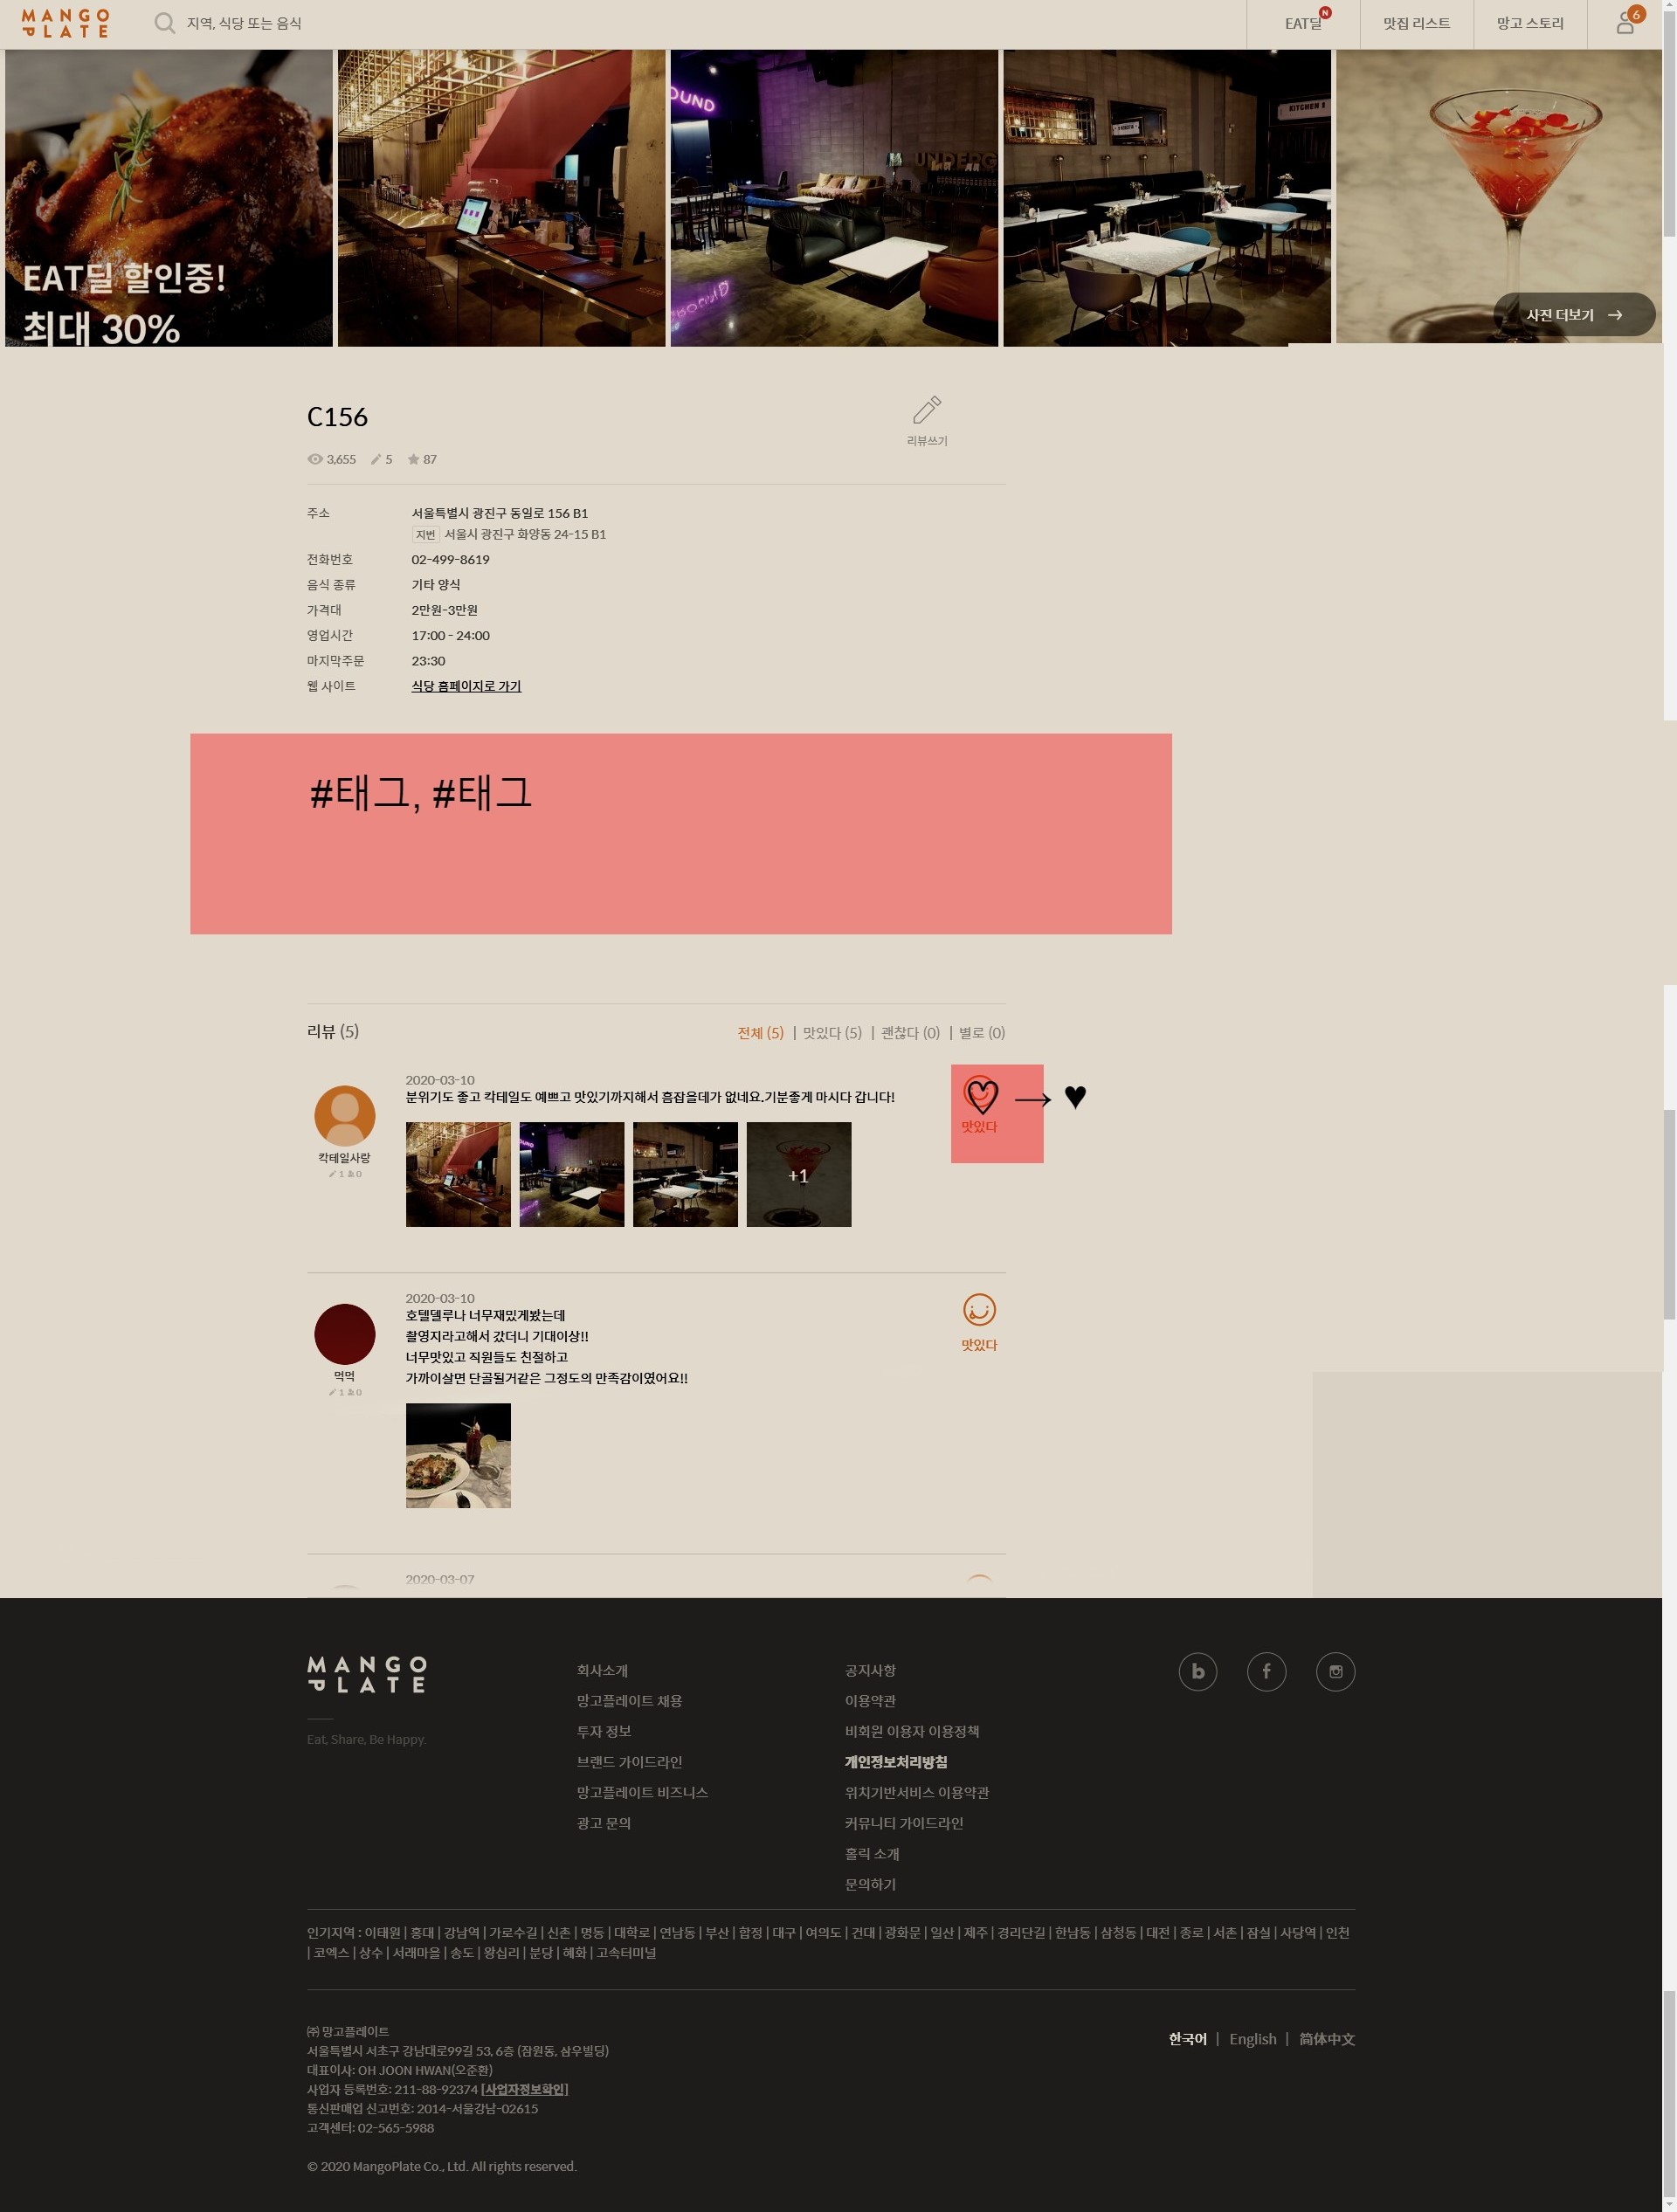 MANGO
PLATE
지역, 식당 또는 음식
EAT딜
N
맛집 리스트
망고 스토리
6
EAT딜 할인중!
최대 30%
OUND
UNDERG
KITCHEN
사진 더보기 →
C156
리뷰쓰기
3,655 5 87
주소 서울특별시 광진구 동일로 156 B1
지번 서울시 광진구 화양동 24-15 B1
전화번호 02-499-8619
음식 종류 기타 양식
가격대 2만원-3만원
영업시간 17:00 - 24:00
마지막주문 23:30
웹 사이트 식당 홈페이지로 가기
#태그, #태그
리뷰 (5)
전체 (5) | 맛있다 (5) | 괜찮다 (0) | 별로 (0)
2020-03-10
분위기도 좋고 칵테일도 예쁘고 맛있기까지해서 흠잡을데가 없네요.기분좋게 마시다 갑니다!
칵테일사랑
1 0
♡ → ♥
맛있다
+1
2020-03-10
호텔델루나 너무재밌게봤는데
촬영지라고해서 갔더니 기대이상!!
너무맛있고 직원들도 친절하고
가까이살면 단골될거같은 그정도의 만족감이였어요!!
먹먹
1 0
맛있다
2020-03-07
MANGO
PLATE
Eat, Share, Be Happy.
회사소개
망고플레이트 채용
투자 정보
브랜드 가이드라인
망고플레이트 비즈니스
광고 문의
공지사항
이용약관
비회원 이용자 이용정책
개인정보처리방침
위치기반서비스 이용약관
커뮤니티 가이드라인
홀릭 소개
문의하기
b f
인기지역 : 이태원 | 홍대 | 강남역 | 가로수길 | 신촌 | 명동 | 대학로 | 연남동 | 부산 | 합정 | 대구 | 여의도 | 건대 | 광화문 | 일산 | 제주 | 경리단길 | 한남동 | 삼청동 | 대전 | 종로 | 서촌 | 잠실 | 사당역 | 인천
| 코엑스 | 상수 | 서래마을 | 송도 | 왕십리 | 분당 | 혜화 | 고속터미널
㈜ 망고플레이트
서울특별시 서초구 강남대로99길 53, 6층 (잠원동, 삼우빌딩)
대표이사: OH JOON HWAN(오준환)
사업자 등록번호: 211-88-92374 [사업자정보확인]
통신판매업 신고번호: 2014-서울강남-02615
고객센터: 02-565-5988
한국어 | English | 简体中文
© 2020 MangoPlate Co., Ltd. All rights reserved.